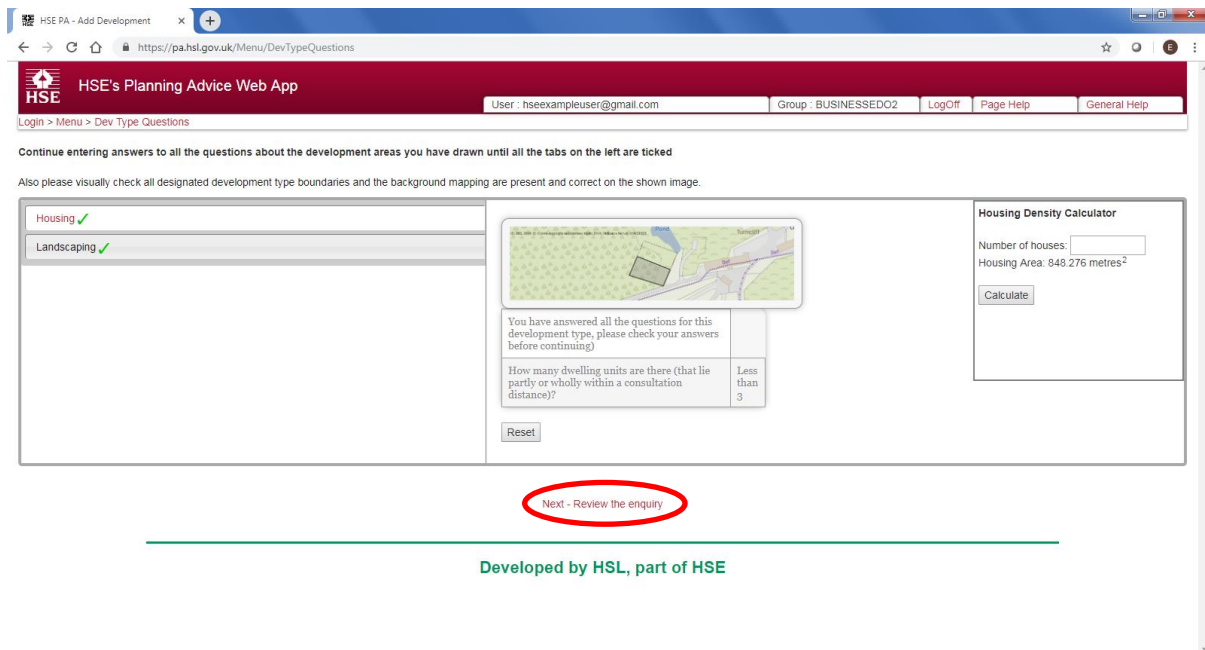 HSE PA - Add Development
https://pa.hsl.gov.uk/Menu/DevTypeQuestions
E
HSE
HSE's Planning Advice Web App
User : hseexampleuser@gmail.com
Group : BUSINESSEDO2
LogOff
Page Help
General Help
Login > Menu > Dev Type Questions
Continue entering answers to all the questions about the development areas you have drawn until all the tabs on the left are ticked
Also please visually check all designated development type boundaries and the background mapping are present and correct on the shown image.
Housing
Landscaping
Pond
You have answered all the questions for this
development type, please check your answers
before continuing)
How many dwelling units are there (that lie
partly or wholly within a consultation
distance)?
Less
than
3
Reset
Housing Density Calculator
Number of houses:
Housing Area: 848.276 metres²
Calculate
Next - Review the enquiry
Developed by HSL, part of HSE